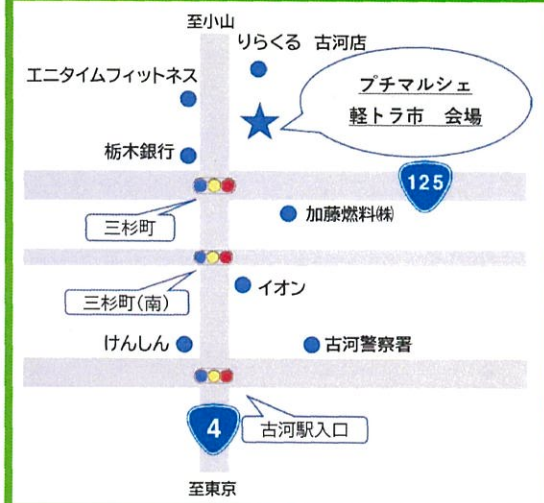 至小山
りらくる 古河店
エニタイムフィットネス
プチマルシェ
軽トラ市 会場
栃木銀行
125
加藤燃料㈱
三杉町
三杉町(南)
イオン
けんしん
古河警察署
4
古河駅入口
至東京